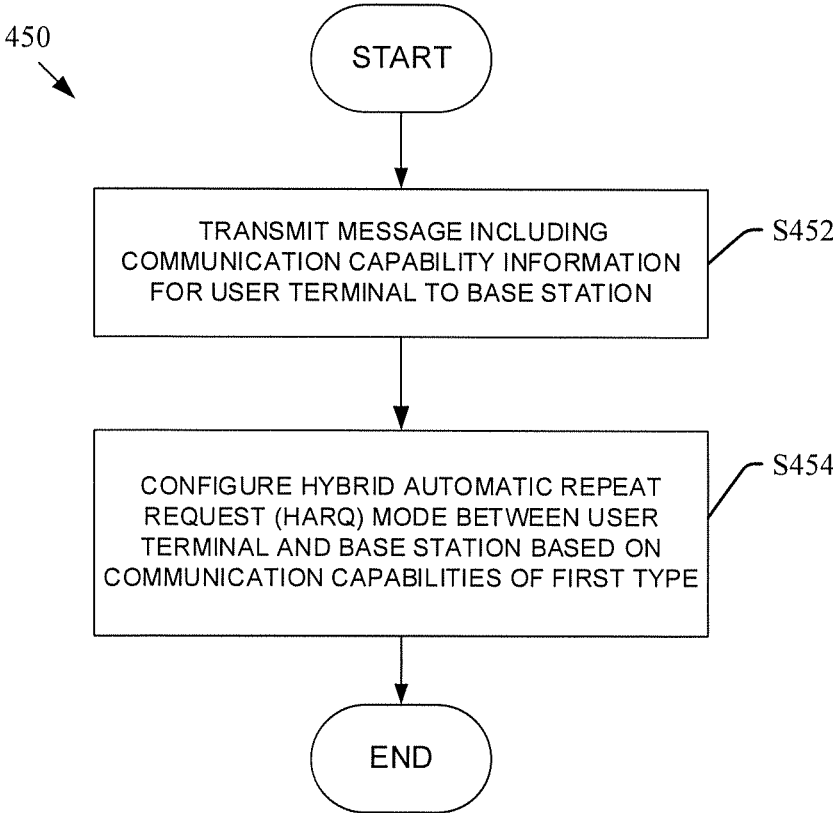 450
START
TRANSMIT MESSAGE INCLUDING
COMMUNICATION CAPABILITY INFORMATION
FOR USER TERMINAL TO BASE STATION
S452
CONFIGURE HYBRID AUTOMATIC REPEAT
REQUEST (HARQ) MODE BETWEEN USER
TERMINAL AND BASE STATION BASED ON
COMMUNICATION CAPABILITIES OF FIRST TYPE
S454
END